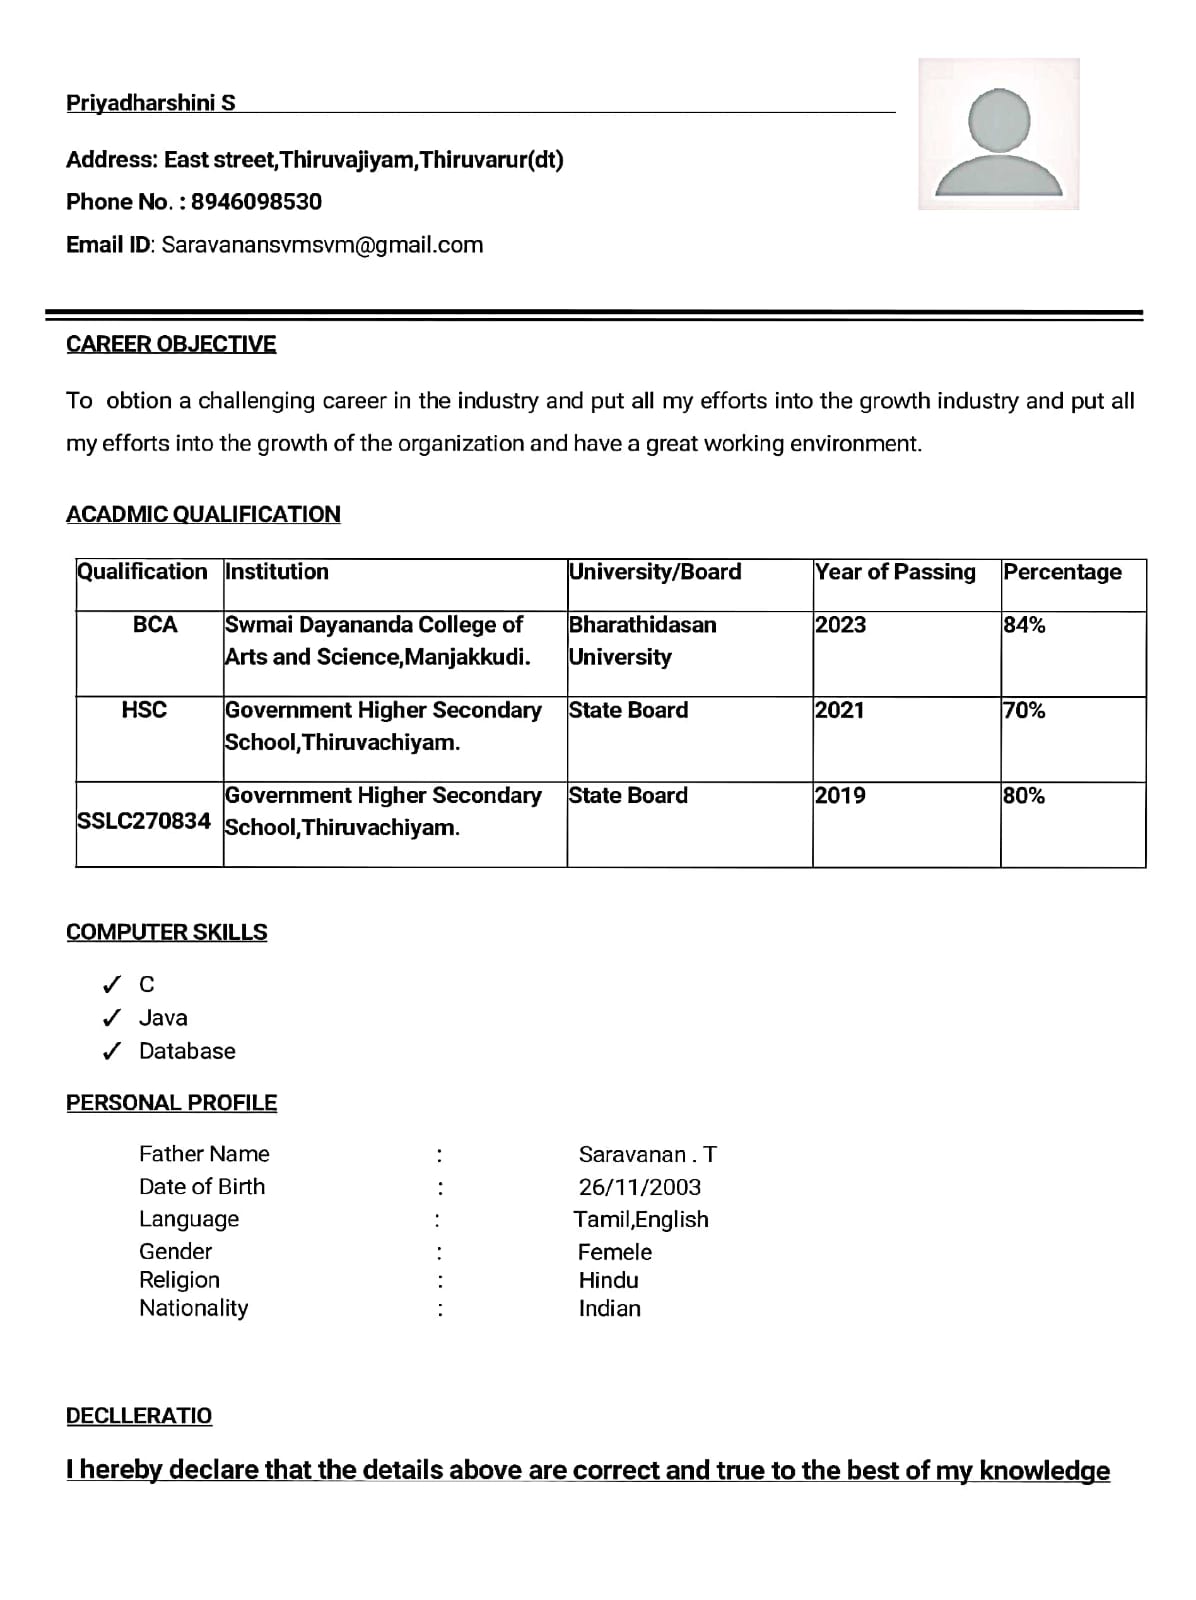 Priyadharshini S
Address: East street,Thiruvajiyam,Thiruvarur(dt)
Phone No. : 8946098530
Email ID: Saravanansvmsvm@gmail.com
CAREER OBJECTIVE
To obtion a challenging career in the industry and put all my efforts into the growth industry and put all
my efforts into the growth of the organization and have a great working environment.
ACADMIC QUALIFICATION
Qualification Institution University/Board Year of Passing Percentage
BCA Swmai Dayananda College of Bharathidasan 2023 84%
Arts and Science,Manjakkudi. University
HSC Government Higher Secondary State Board 2021 70%
School,Thiruvachiyam.
Government Higher Secondary State Board 2019 80%
SSLC270834 School,Thiruvachiyam.
COMPUTER SKILLS
✓ C
✓ Java
✓ Database
PERSONAL PROFILE
Father Name : Saravanan . T
Date of Birth : 26/11/2003
Language : Tamil,English
Gender : Femele
Religion : Hindu
Nationality : Indian
DECLLERATIO
I hereby declare that the details above are correct and true to the best of my knowledge